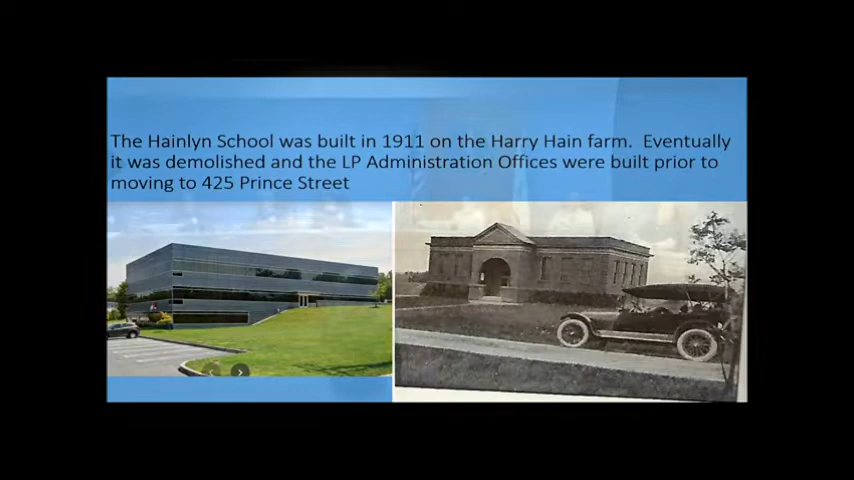 The Hainlyn School was built in 1911 on the Harry Hain farm.  Eventually
it was demolished and the LP Administration Offices were built prior to
moving to 425 Prince Street